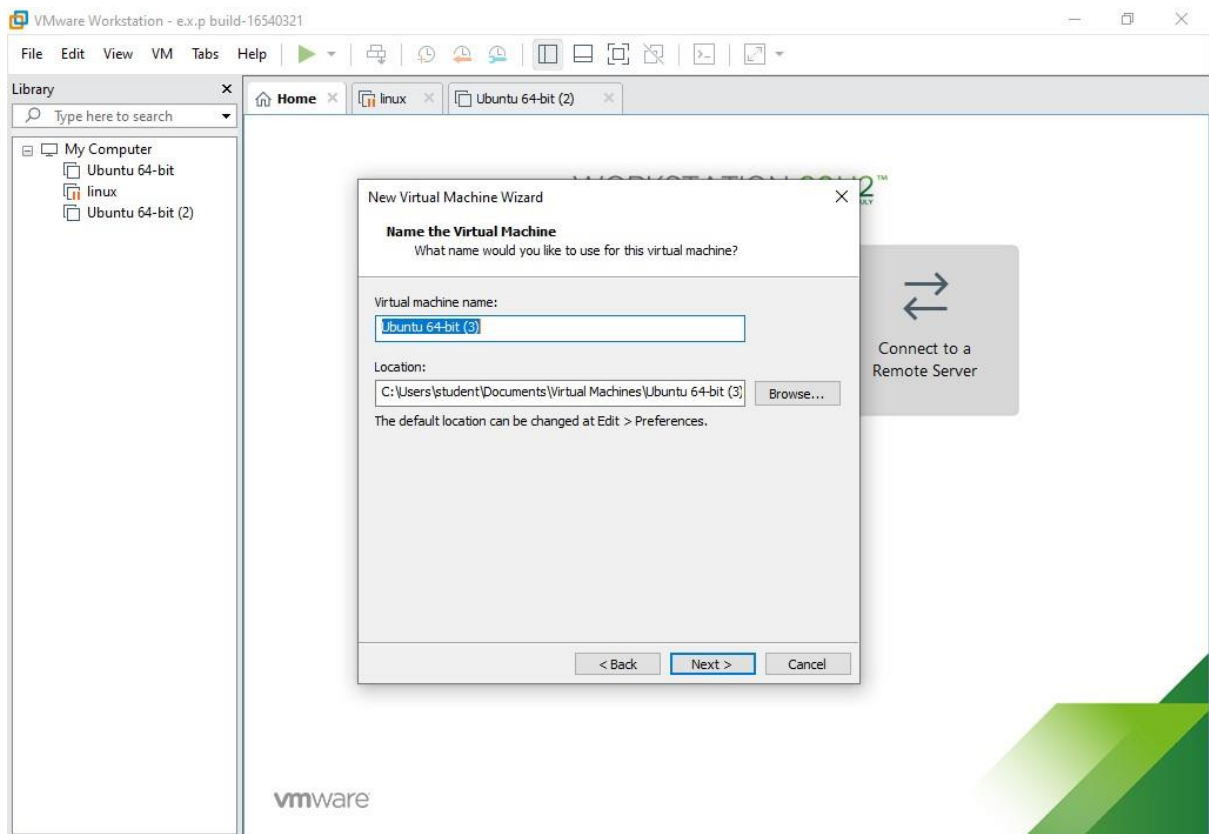 VMware Workstation - e.x.p build-16540321
File Edit View VM Tabs Help
Library
Type here to search
My Computer
Ubuntu 64-bit
linux
Ubuntu 64-bit (2)
Home
linux
Ubuntu 64-bit (2)
New Virtual Machine Wizard
Name the Virtual Machine
What name would you like to use for this virtual machine?
Virtual machine name:
Ubuntu 64-bit (3)
Location:
C:\Users\student\Documents\Virtual Machines\Ubuntu 64-bit (3)
Browse...
The default location can be changed at Edit > Preferences.
< Back Next > Cancel
Connect to a
Remote Server
vmware